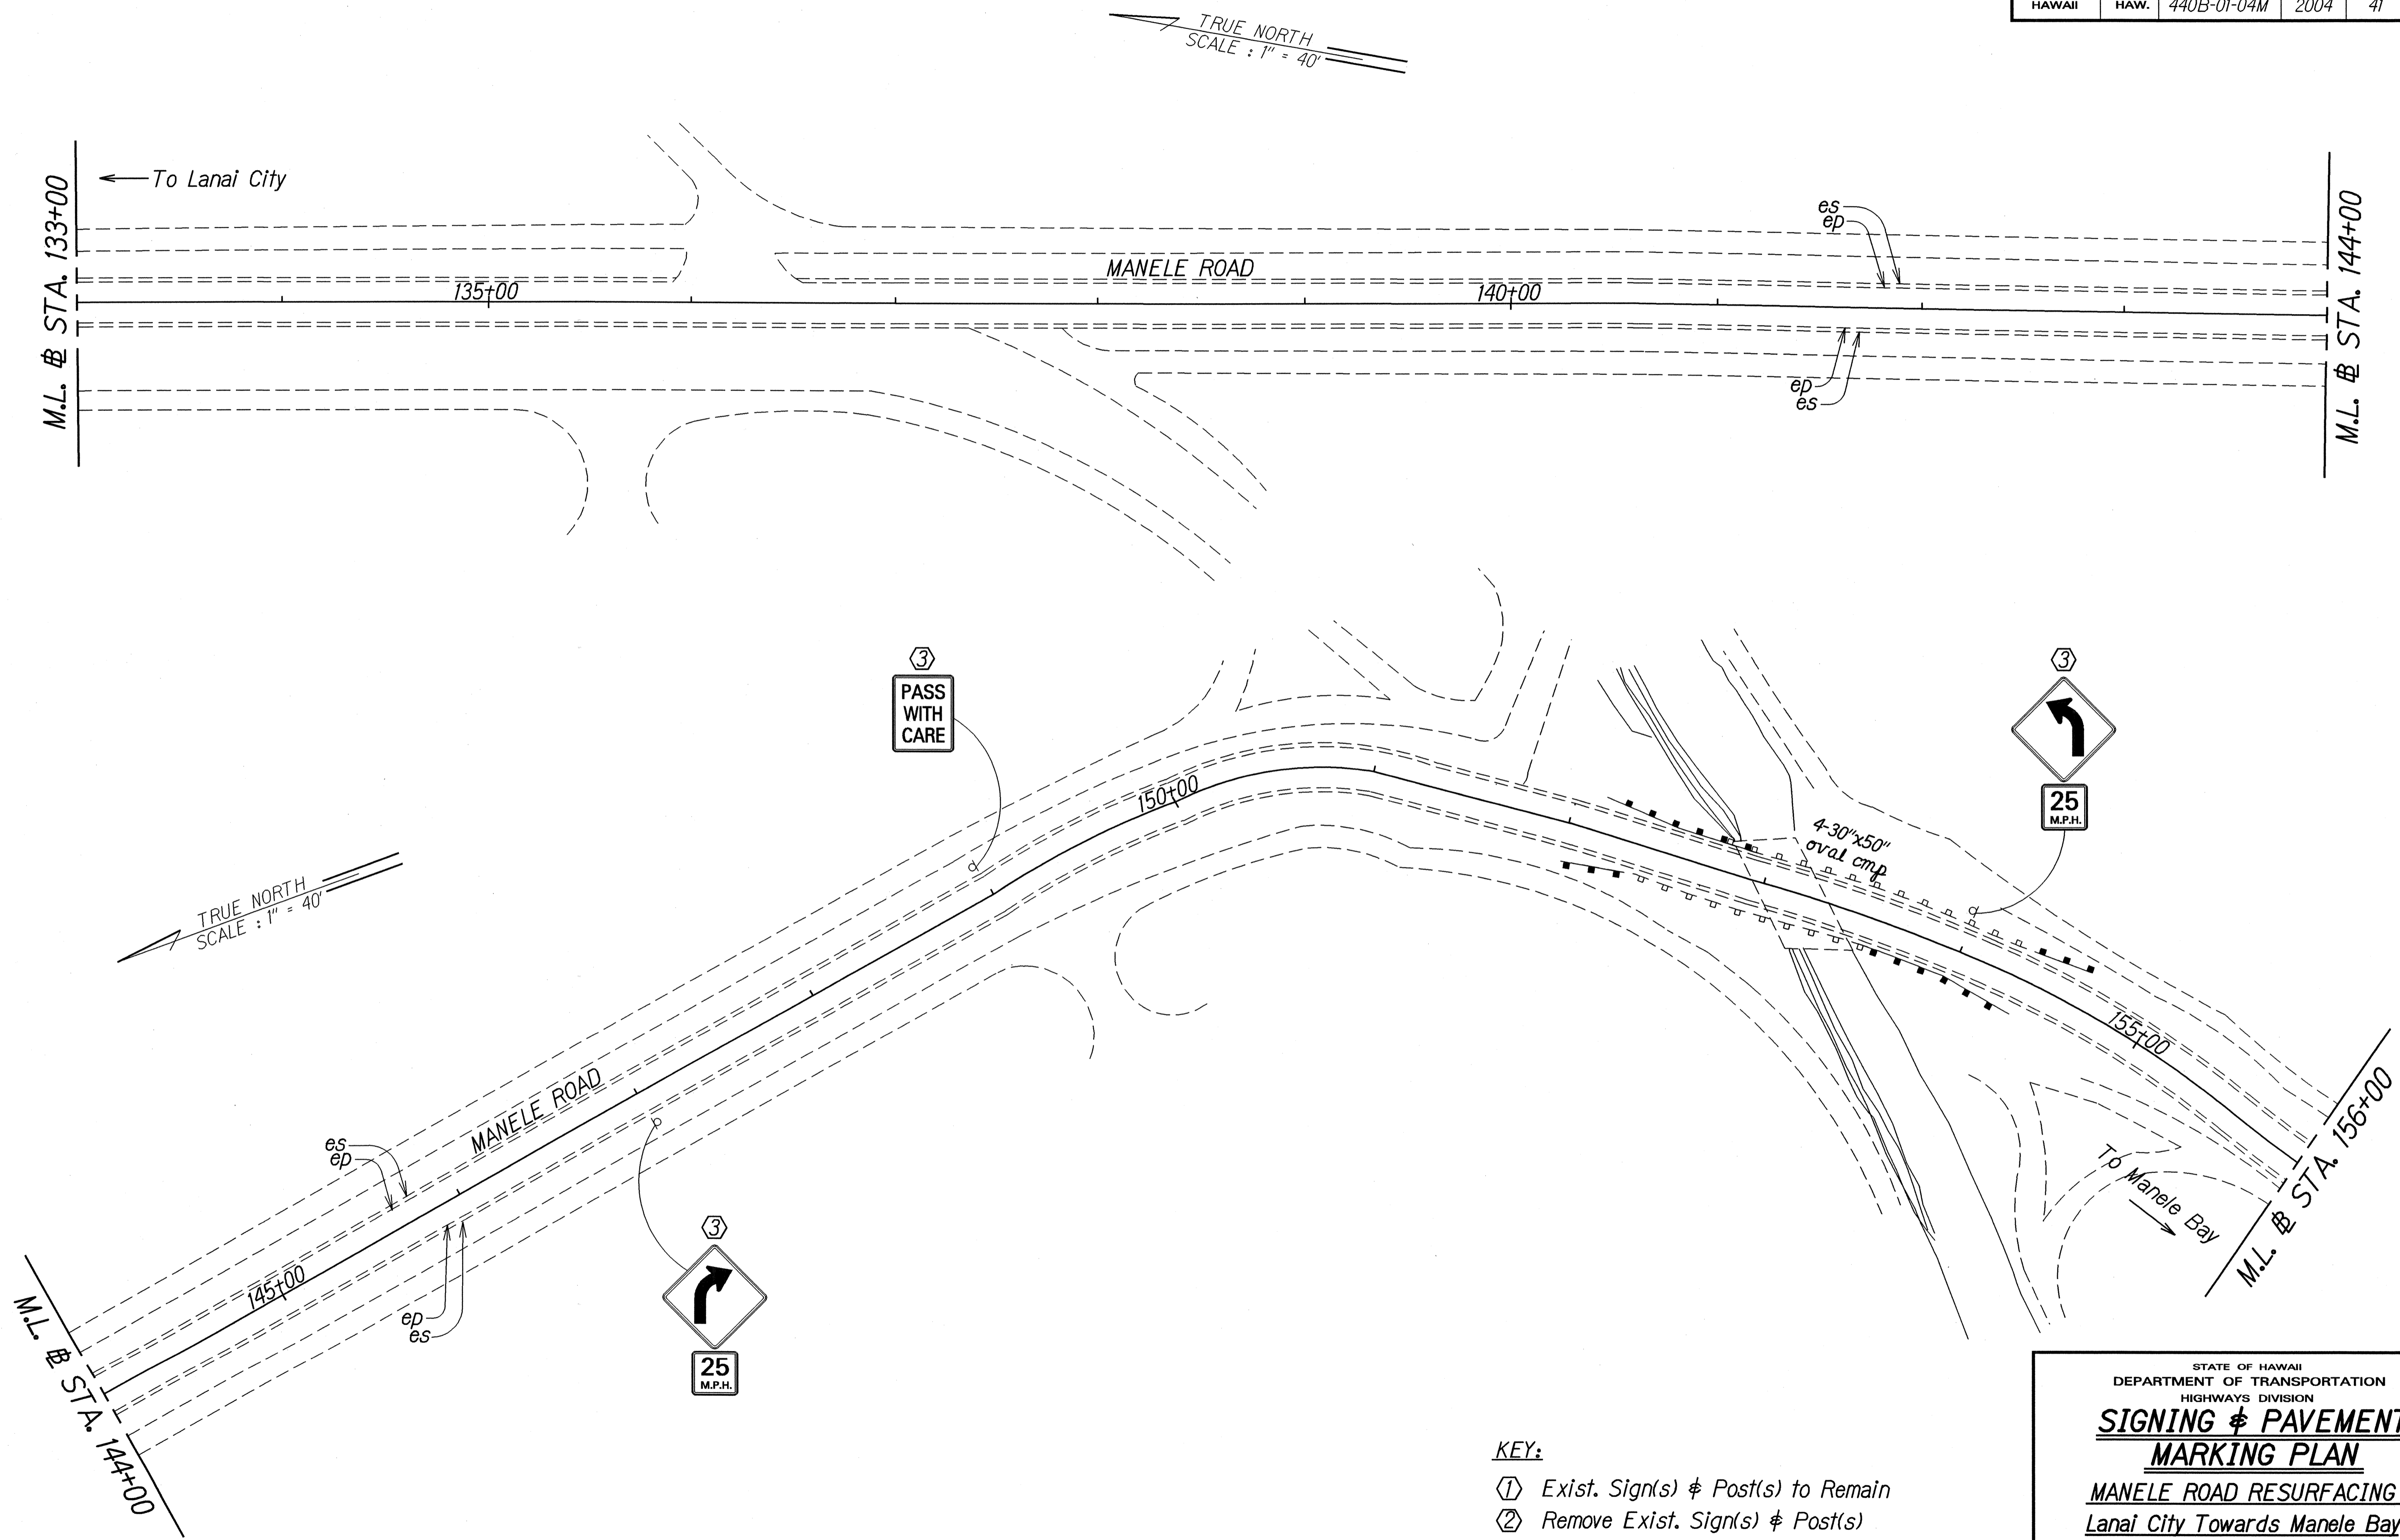 HAWAII HAW. 440B-01-04M 2004 41
TRUE NORTH
SCALE : 1" = 40'
M.L. BL STA. 133+00
To Lanai City
MANELE ROAD
135+00
140+00
es
ep
ep
es
M.L. BL STA. 144+00
3
PASS
WITH
CARE
3
25
M.P.H.
150+00
4-30"x50"
oval cmp
TRUE NORTH
SCALE : 1" = 40'
MANELE ROAD
es
ep
145+00
ep
es
3
25
M.P.H.
M.L. BL STA. 144+00
155+00
To Manele Bay
M.L. BL STA. 156+00
KEY:
1 Exist. Sign(s) & Post(s) to Remain
2 Remove Exist. Sign(s) & Post(s)
STATE OF HAWAII
DEPARTMENT OF TRANSPORTATION
HIGHWAYS DIVISION
SIGNING & PAVEMENT
MARKING PLAN
MANELE ROAD RESURFACING
Lanai City Towards Manele Bay